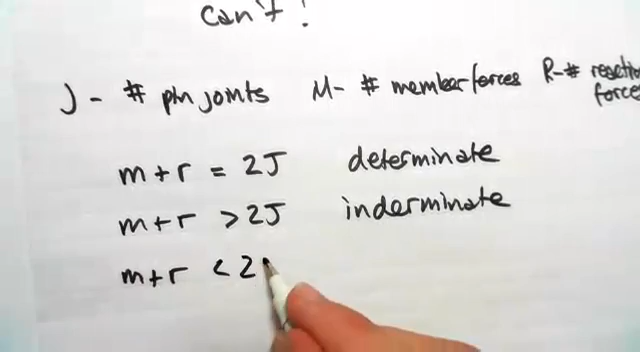 can't!
J - # pin joints M- # member forces R-# reaction
forces
m+r = 2J determinate
m+r > 2J inderminate
m+r < 2